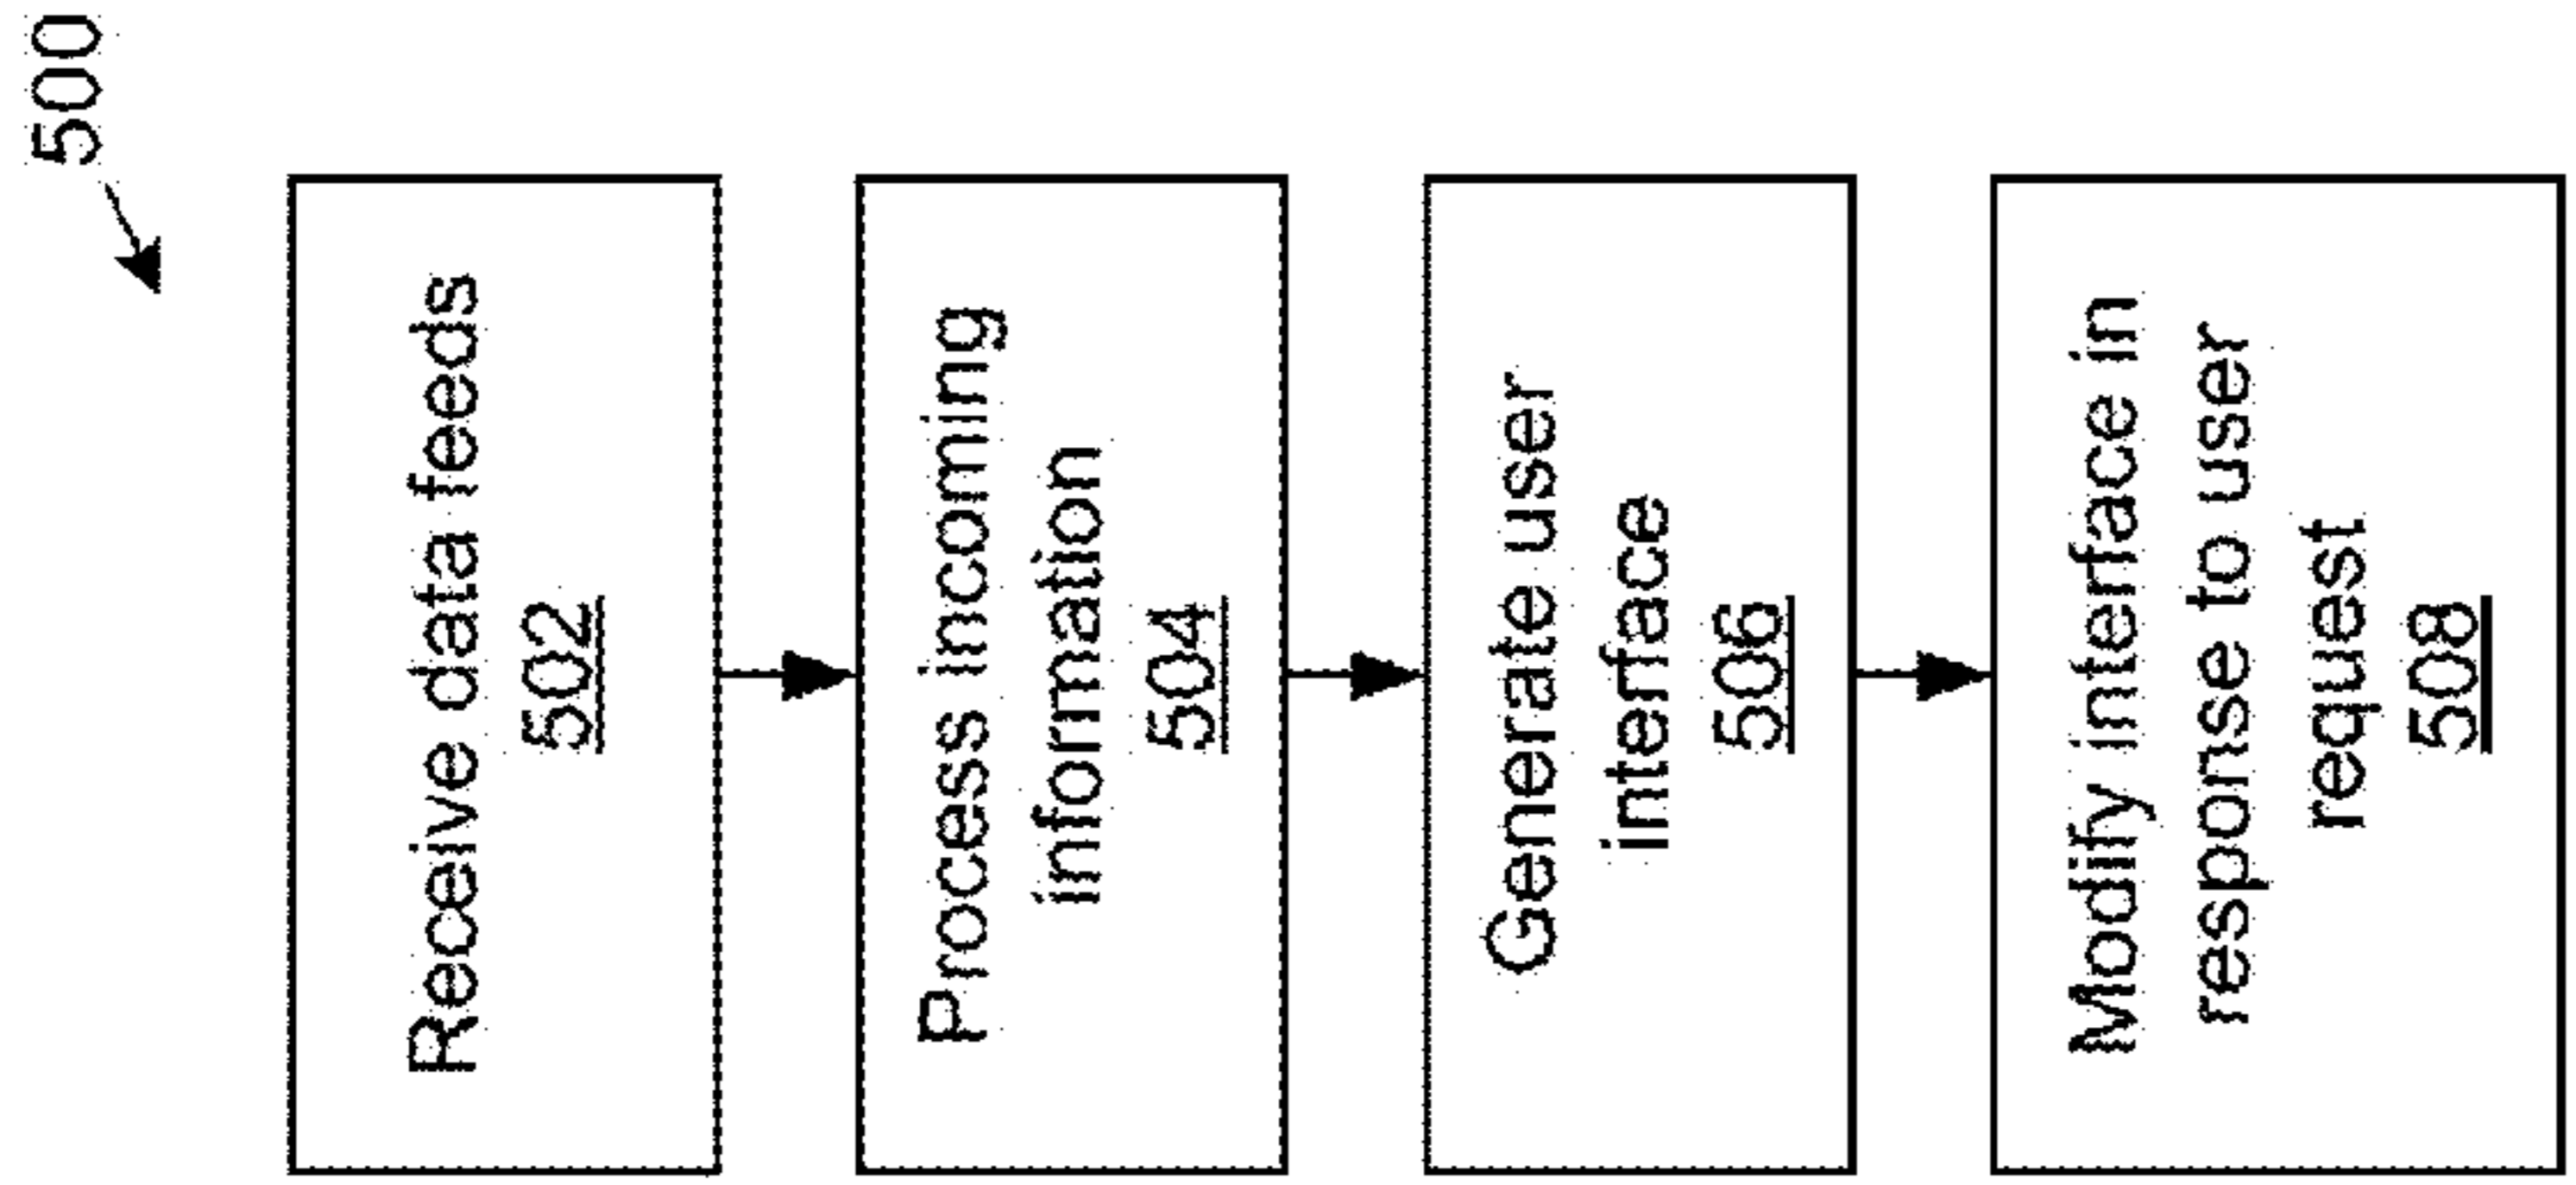 500
Receive data feeds
502
Process incoming
information
504
Generate user
interface
506
Modify interface in
response to user
request
508